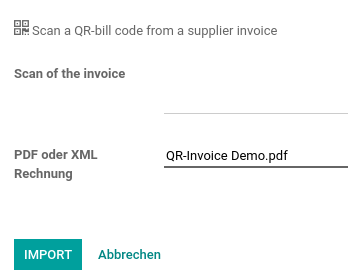 Scan a QR-bill code from a supplier invoice
Scan of the invoice
PDF oder XML
Rechnung
QR-Invoice Demo.pdf
IMPORT
Abbrechen